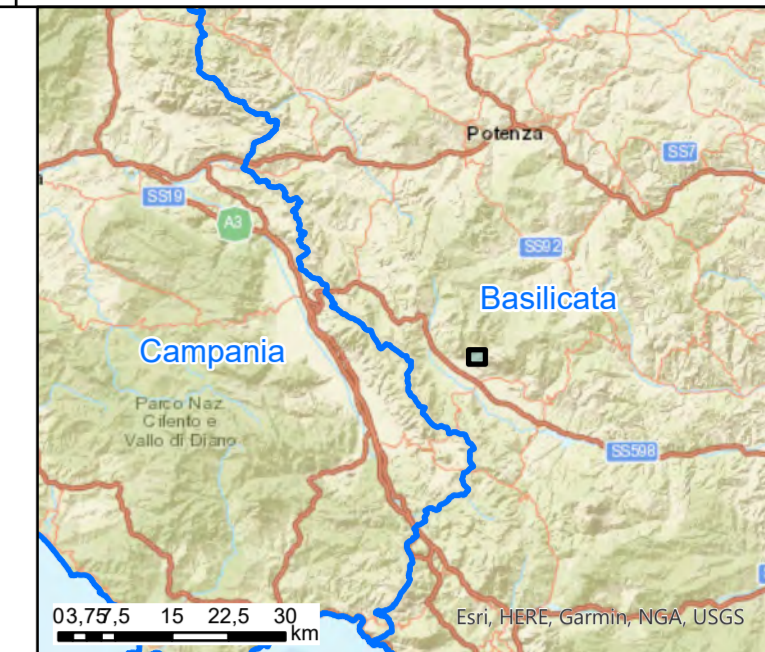 Potenza
SS7
SS19
A3
SS92
Basilicata
Campania
Parco Naz
Cilento e
Vallo di Diano
SS598
03,757,5 15 22,5 30
km
Esri, HERE, Garmin, NGA, USGS